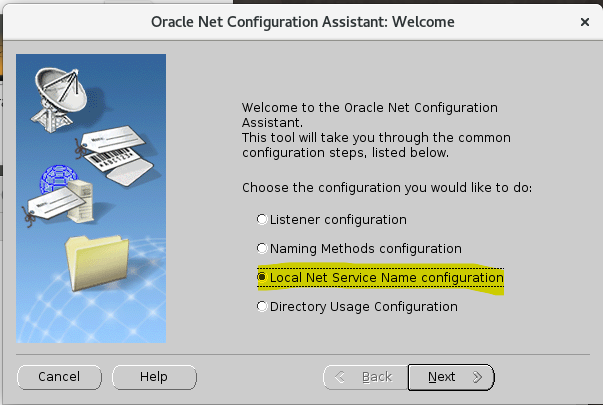 Oracle Net Configuration Assistant: Welcome
Welcome to the Oracle Net Configuration
Assistant.
This tool will take you through the common
configuration steps, listed below.
Choose the configuration you would like to do:
Listener configuration
Naming Methods configuration
Local Net Service Name configuration
Directory Usage Configuration
Cancel
Help
Back
Next